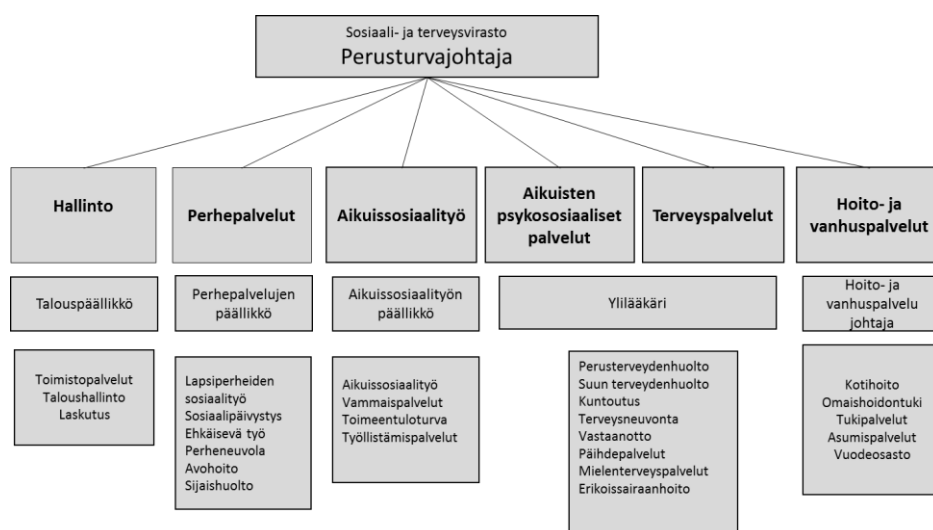 Sosiaali- ja terveysvirasto
Perusturvajohtaja
Hallinto
Perhepalvelut
Aikuissosiaalityö
Aikuisten
psykososiaaliset
palvelut
Terveyspalvelut
Hoito- ja
vanhuspalvelut
Talouspäällikkö
Perhepalvelujen
päällikkö
Aikuissosiaalityön
päällikkö
Ylilääkäri
Hoito- ja
vanhuspalvelu
johtaja
Toimistopalvelut
Taloushallinto
Laskutus
Lapsiperheiden
sosiaalityö
Sosiaalipäivystys
Ehkäisevä työ
Perheneuvola
Avohoito
Sijaishuolto
Aikuissosiaalityö
Vammaispalvelut
Toimeentuloturva
Työllistämispalvelut
Perusterveydenhuolto
Suun terveydenhuolto
Kuntoutus
Terveysneuvonta
Vastaanotto
Päihdepalvelut
Mielenterveyspalvelut
Erikoissairaanhoito
Kotihoito
Omaishoidontuki
Tukipalvelut
Asumispalvelut
Vuodeosasto